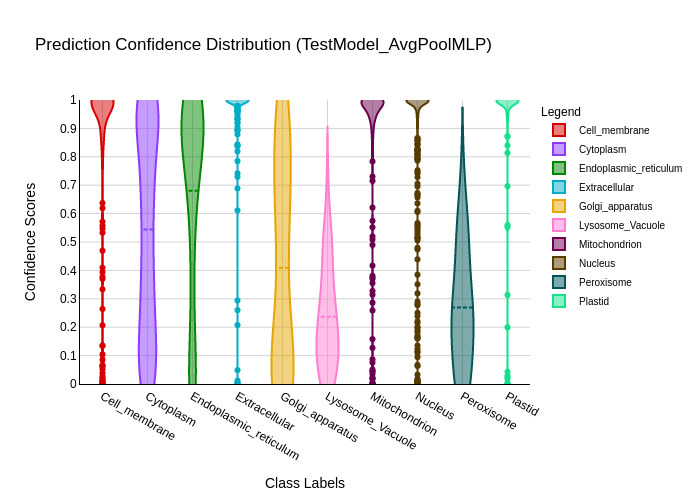 Prediction Confidence Distribution (TestModel_AvgPoolMLP)
Legend
Cell_membrane
Cytoplasm
Endoplasmic_reticulum
Extracellular
Golgi_apparatus
Lysosome_Vacuole
Mitochondrion
Nucleus
Peroxisome
Plastid
Confidence Scores
1
0.9
0.8
0.7
0.6
0.5
0.4
0.3
0.2
0.1
0
Cell_membrane
Cytoplasm
Endoplasmic_reticulum
Extracellular
Golgi_apparatus
Lysosome_Vacuole
Mitochondrion
Nucleus
Peroxisome
Plastid
Class Labels